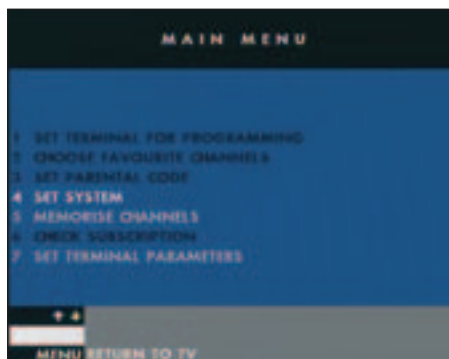 MAIN MENU
1 SET TERMINAL FOR PROGRAMMING
2 CHOOSE FAVOURITE CHANNELS
3 SET PARENTAL CODE
4 SET SYSTEM
5 MEMORISE CHANNELS
6 CHECK SUBSCRIPTION
7 SET TERMINAL PARAMETERS
MENU RETURN TO TV